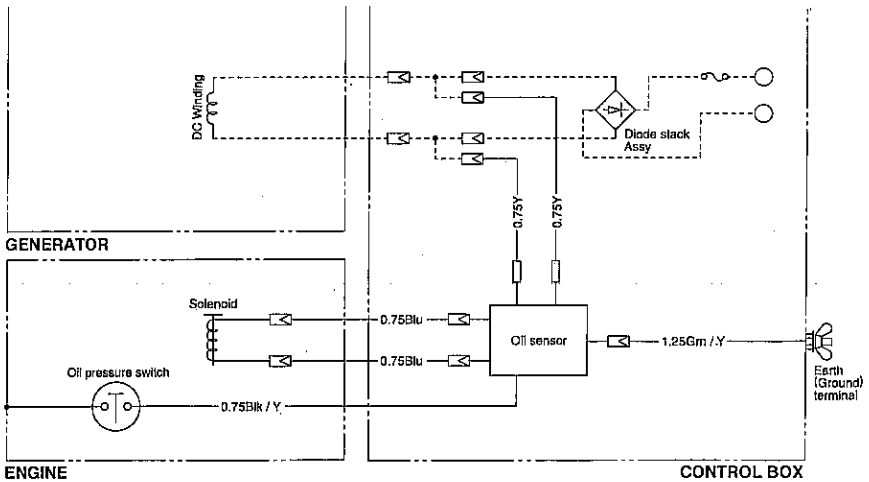 DC Winding
Diode stack
Assy
0.75Y
0.75Y
GENERATOR
Solenoid
0.75Blu
Oil sensor
1.25Grn / Y
0.75Blu
Earth
(Ground)
terminal
Oil pressure switch
0.75Blk / Y
ENGINE
CONTROL BOX